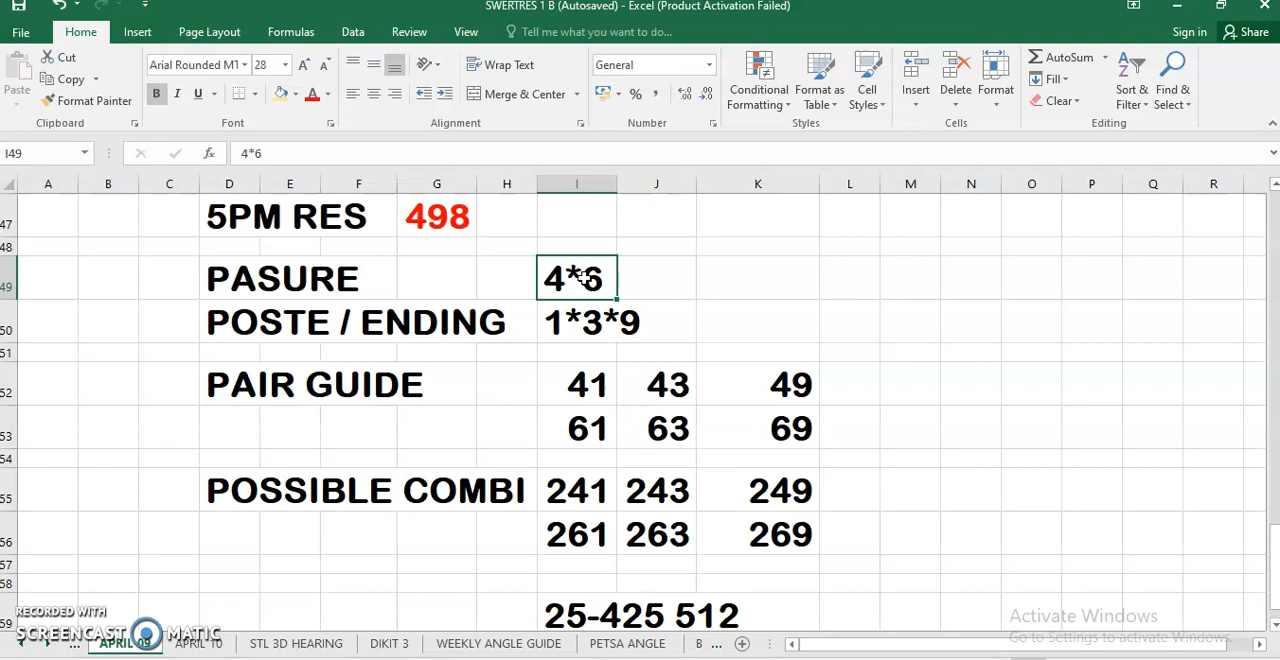 SWERTRES 1 B (Autosaved) - Excel (Product Activation Failed)
File Home Insert Page Layout Formulas Data Review View Tell me what you want to do... Sign in Share
Paste Cut Copy Format Painter
Clipboard
Arial Rounded MT 28
B I U A A A
Font
Wrap Text
Merge & Center
Alignment
General
% ,
Number
Conditional Formatting Format as Table Cell Styles
Styles
Insert Delete Format
Cells
AutoSum
Fill
Clear
Sort & Filter Find & Select
Editing
I49 fx 4*6
A B C D E F G H I J K L M N O P Q R
47 5PM RES 498
48
49 PASURE 4*6
50 POSTE / ENDING 1*3*9
51
52 PAIR GUIDE 41 43 49
53 61 63 69
54
55 POSSIBLE COMBI 241 243 249
56 261 263 269
57
58
59 25-425 512
RECORDED WITH
SCREENCAST MATIC
Activate Windows
Go to Settings to activate Windows.
... APRIL 09 APRIL 10 STL 3D HEARING DIKIT 3 WEEKLY ANGLE GUIDE PETSA ANGLE B ...